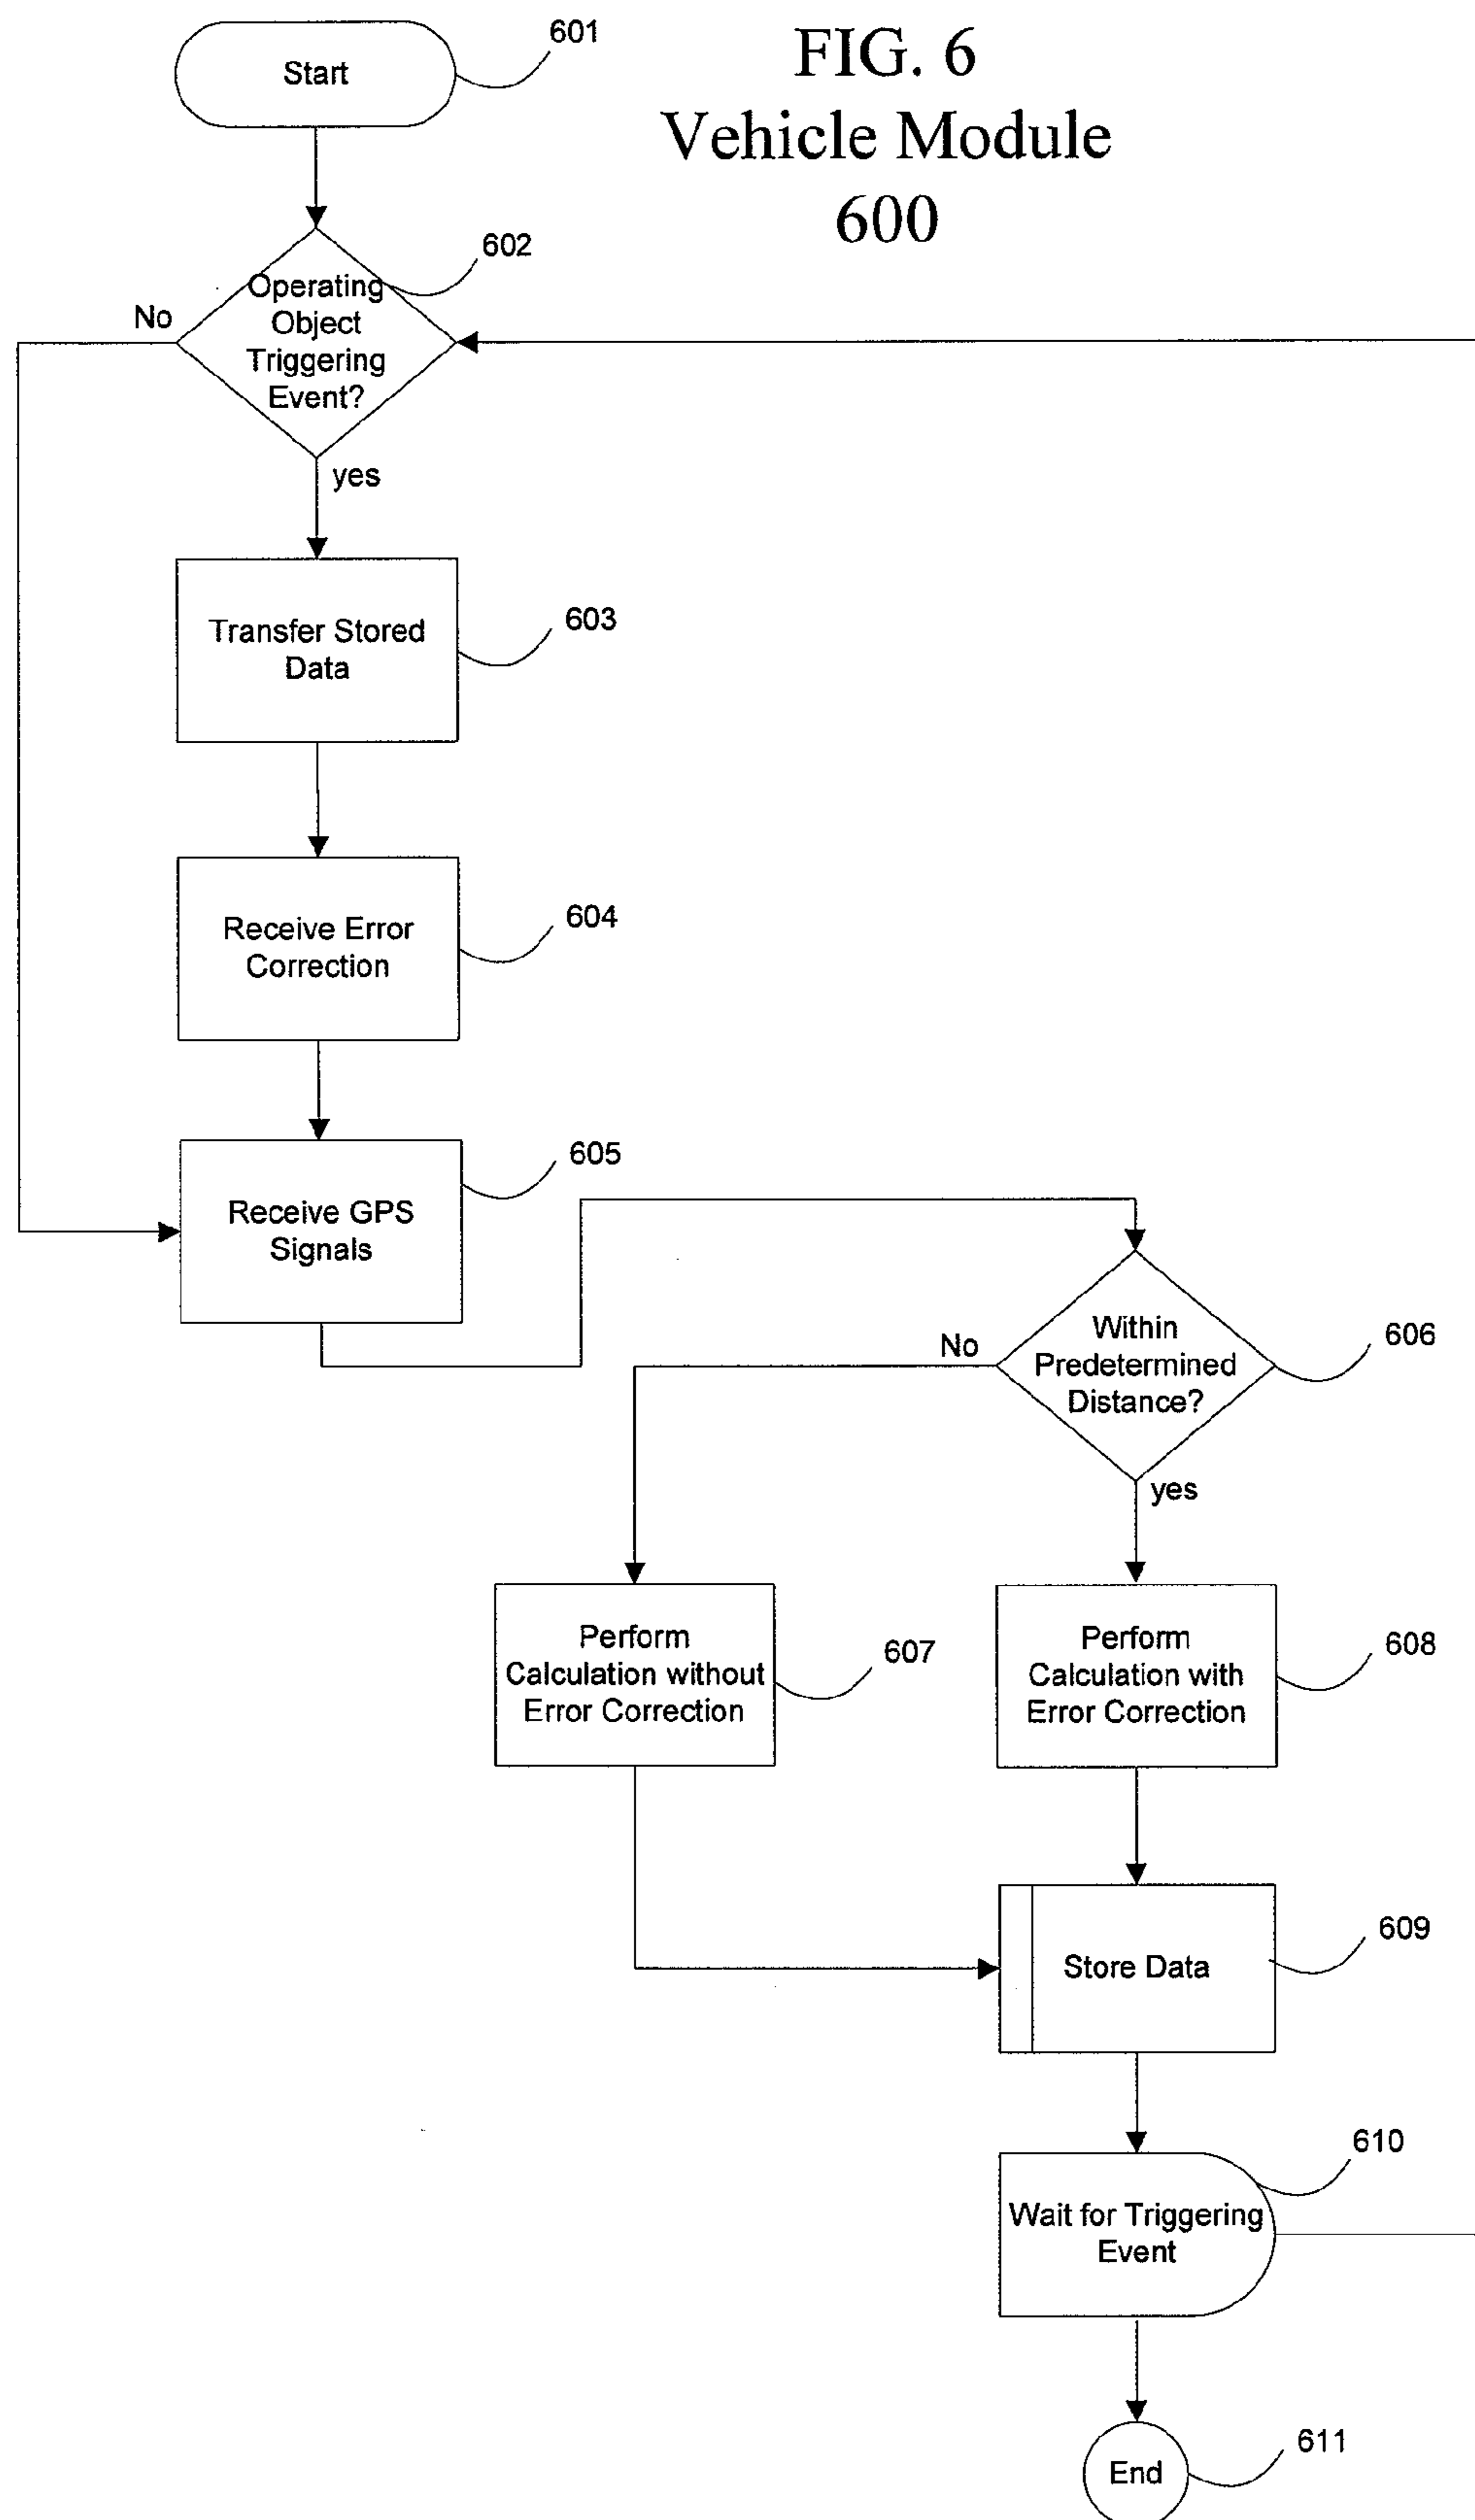 FIG. 6
Vehicle Module
600
Start
601
Operating
Object
Triggering
Event?
602
No
yes
Transfer Stored
Data
603
Receive Error
Correction
604
Receive GPS
Signals
605
Within
Predetermined
Distance?
606
No
yes
Perform
Calculation without
Error Correction
607
Perform
Calculation with
Error Correction
608
Store Data
609
Wait for Triggering
Event
610
End
611